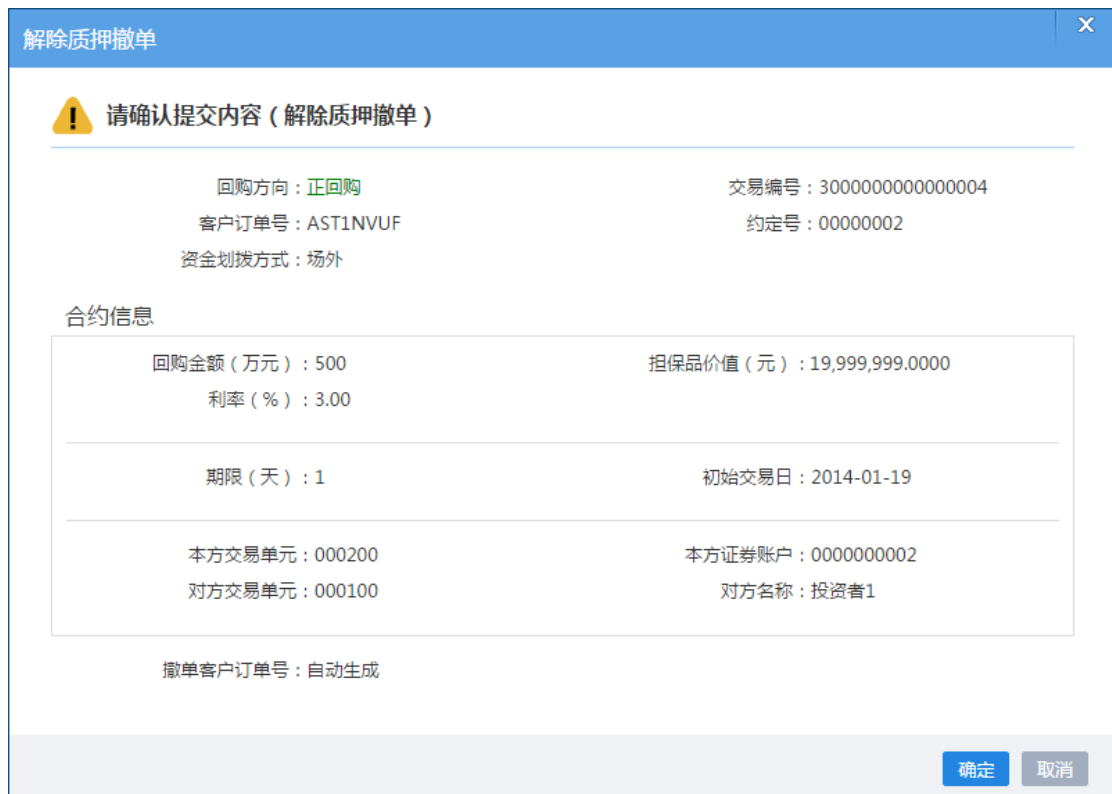 解除质押撤单
X
!
请确认提交内容（解除质押撤单）
回购方向：正回购 交易编号：3000000000000004
客户订单号：AST1NVUF 约定号：00000002
资金划拨方式：场外
合约信息
回购金额（万元）：500 担保品价值（元）：19,999,999.0000
利率（%）：3.00
期限（天）：1 初始交易日：2014-01-19
本方交易单元：000200 本方证券账户：0000000002
对方交易单元：000100 对方名称：投资者1
撤单客户订单号：自动生成
确定 取消